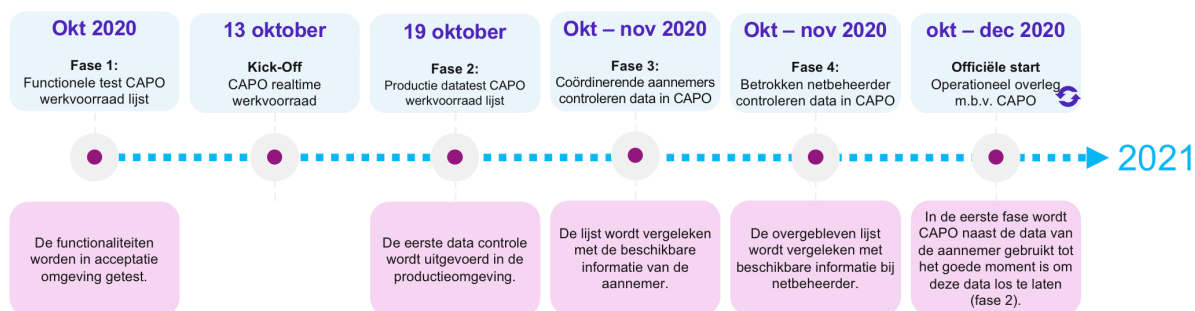 Okt 2020
Fase 1:
Functionele test CAPO
werkvoorraad lijst
13 oktober
Kick-Off
CAPO realtime
werkvoorraad
19 oktober
Fase 2:
Productie datatest CAPO
werkvoorraad lijst
Okt – nov 2020
Fase 3:
Coördinerende aannemers
controleren data in CAPO
Okt – nov 2020
Fase 4:
Betrokken netbeheerder
controleren data in CAPO
okt – dec 2020
Officiële start
Operationeel overleg
m.b.v. CAPO
2021
De functionaliteiten
worden in acceptatie
omgeving getest.
De eerste data controle
wordt uitgevoerd in de
productieomgeving.
De lijst wordt vergeleken
met de beschikbare
informatie van de
aannemer.
De overgebleven lijst
wordt vergeleken met
beschikbare informatie bij
netbeheerder.
In de eerste fase wordt
CAPO naast de data van
de aannemer gebruikt tot
het goede moment is om
deze data los te laten
(fase 2).